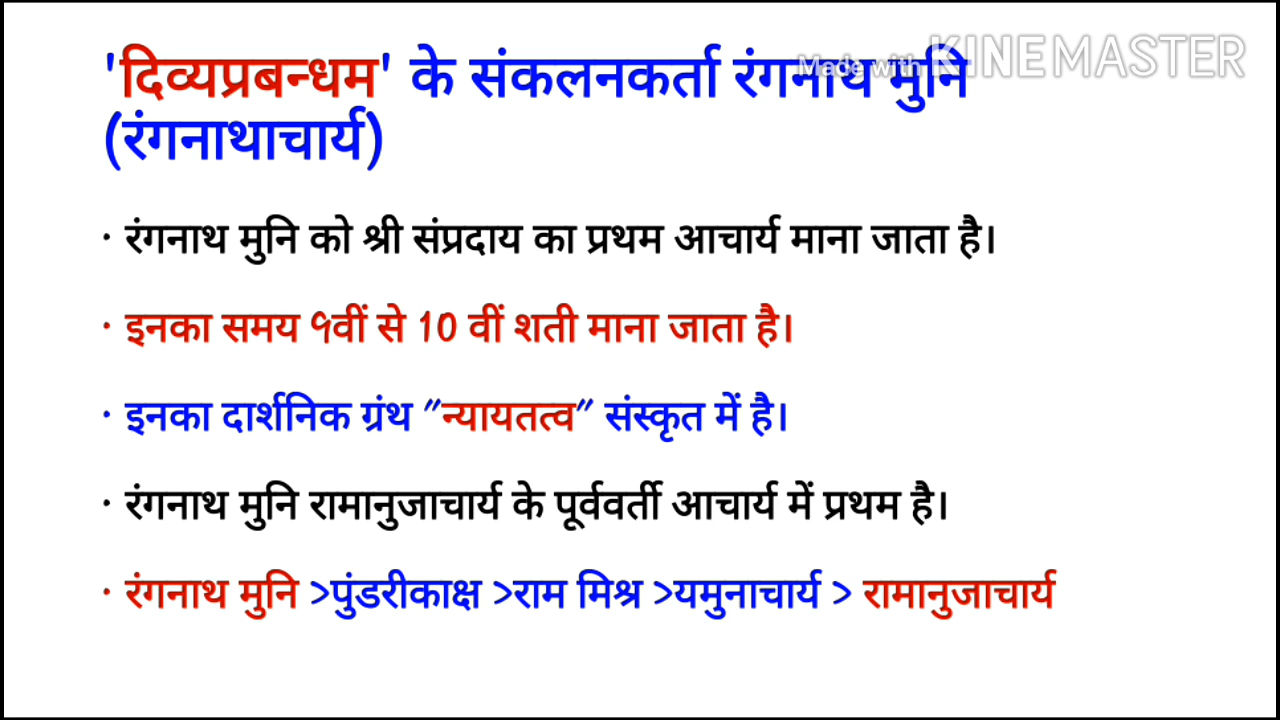 'दिव्यप्रबन्धम' के संकलनकर्ता रंगनाथ मुनि
Made with KINEMASTER
(रंगनाथाचार्य)
· रंगनाथ मुनि को श्री संप्रदाय का प्रथम आचार्य माना जाता है।
· इनका समय 9वीं से 10 वीं शती माना जाता है।
· इनका दार्शनिक ग्रंथ "न्यायतत्व" संस्कृत में है।
· रंगनाथ मुनि रामानुजाचार्य के पूर्ववर्ती आचार्य में प्रथम है।
· रंगनाथ मुनि >पुंडरीकाक्ष >राम मिश्र >यमुनाचार्य > रामानुजाचार्य